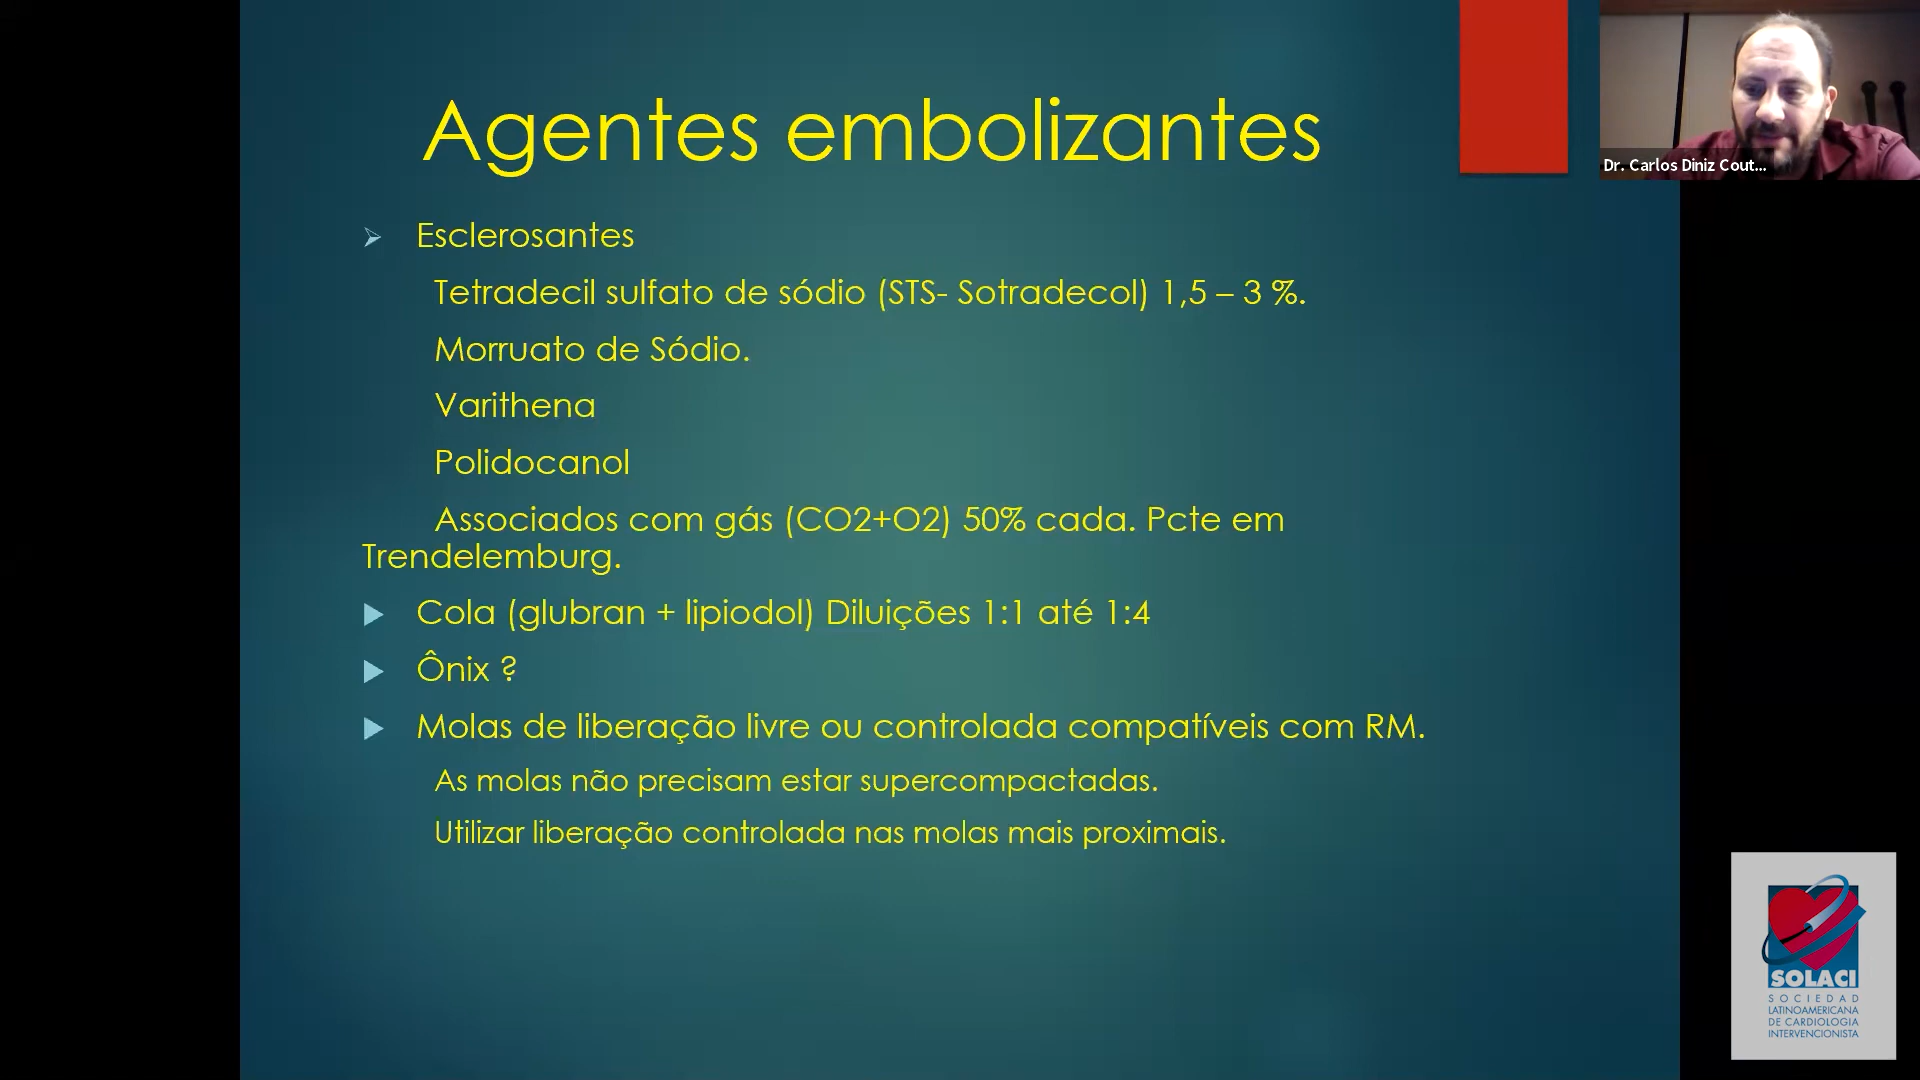 Agentes embolizantes
Dr. Carlos Diniz Cout...
Esclerosantes
Tetradecil sulfato de sódio (STS- Sotradecol) 1,5 – 3 %.
Morruato de Sódio.
Varithena
Polidocanol
Associados com gás (CO2+O2) 50% cada. Pcte em
Trendelemburg.
Cola (glubran + lipiodol) Diluições 1:1 até 1:4
Ônix ?
Molas de liberação livre ou controlada compatíveis com RM.
As molas não precisam estar supercompactadas.
Utilizar liberação controlada nas molas mais proximais.
SOLACI
SOCIEDAD
LATINOAMERICANA
DE CARDIOLOGIA
INTERVENCIONISTA